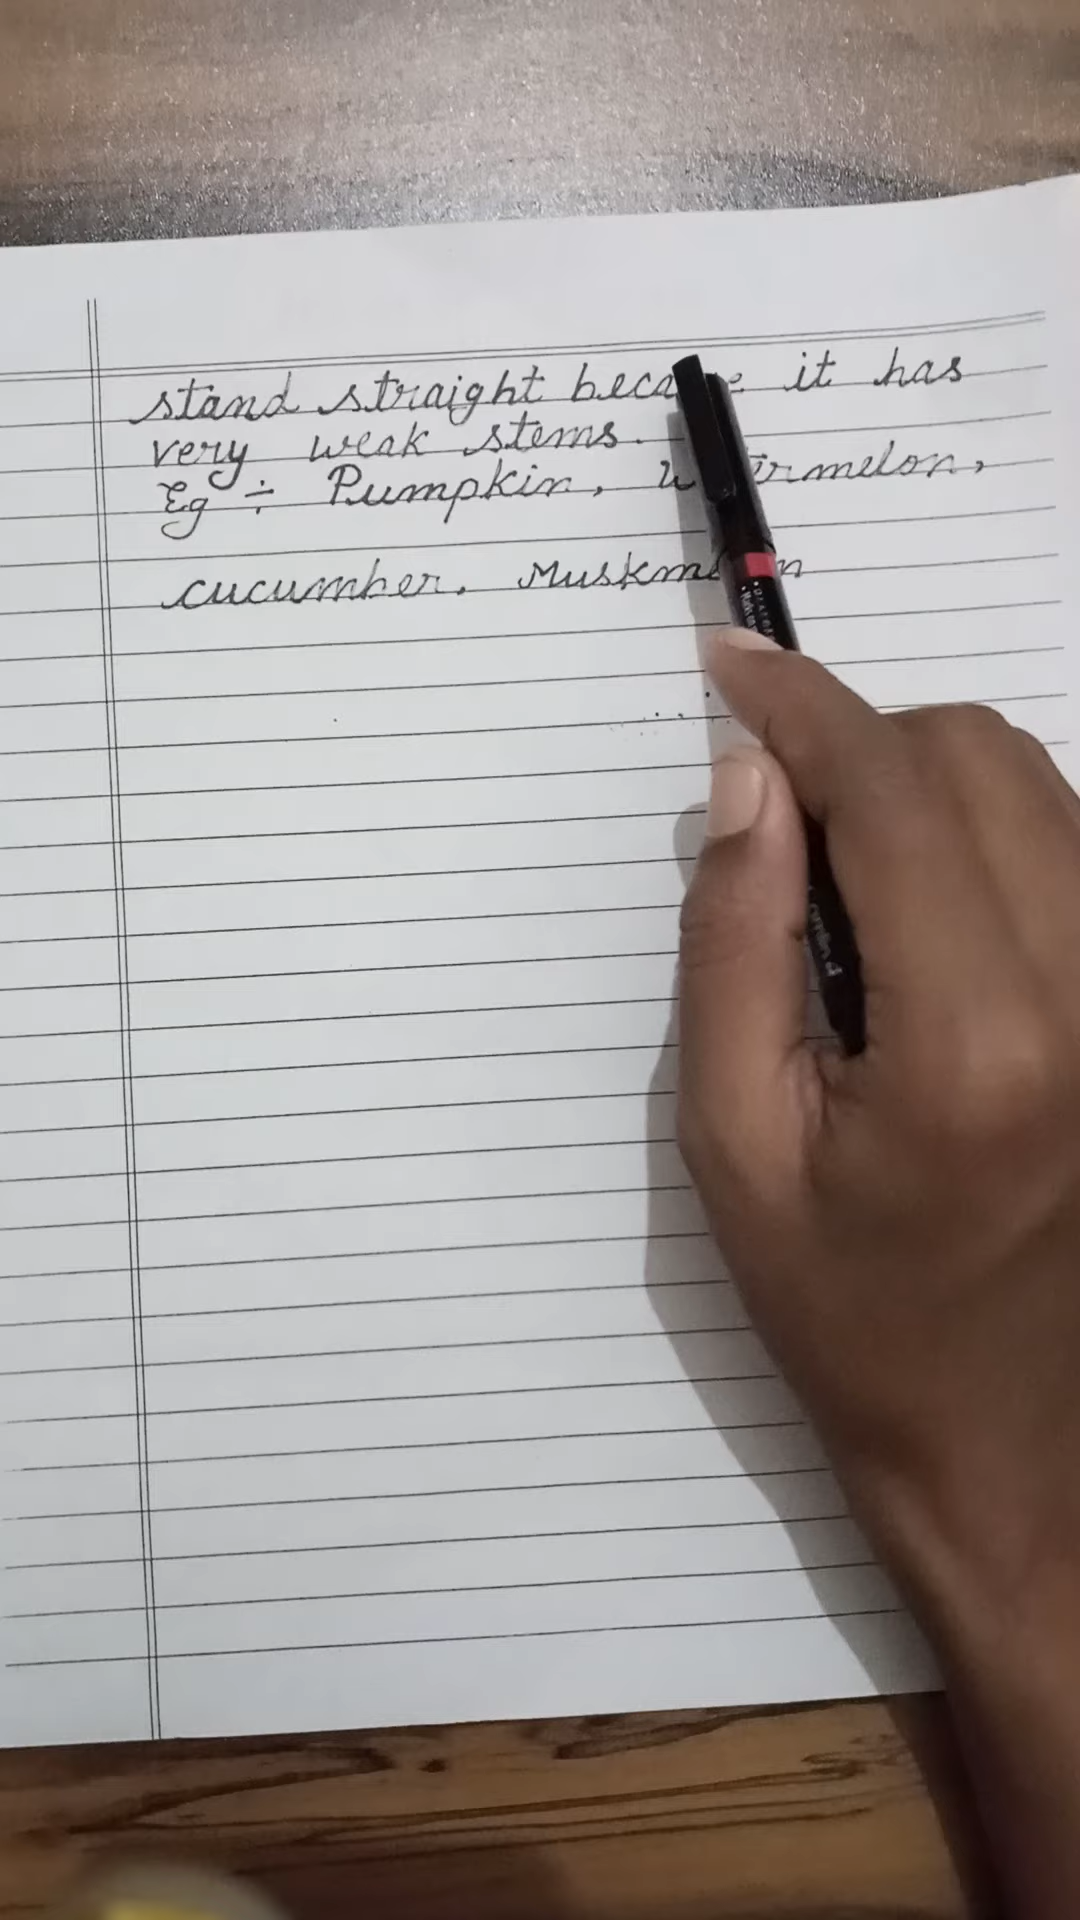 stand straight because it has
very weak stems.
Eg ÷ Pumpkin, watermelon,
cucumber. Muskmelon